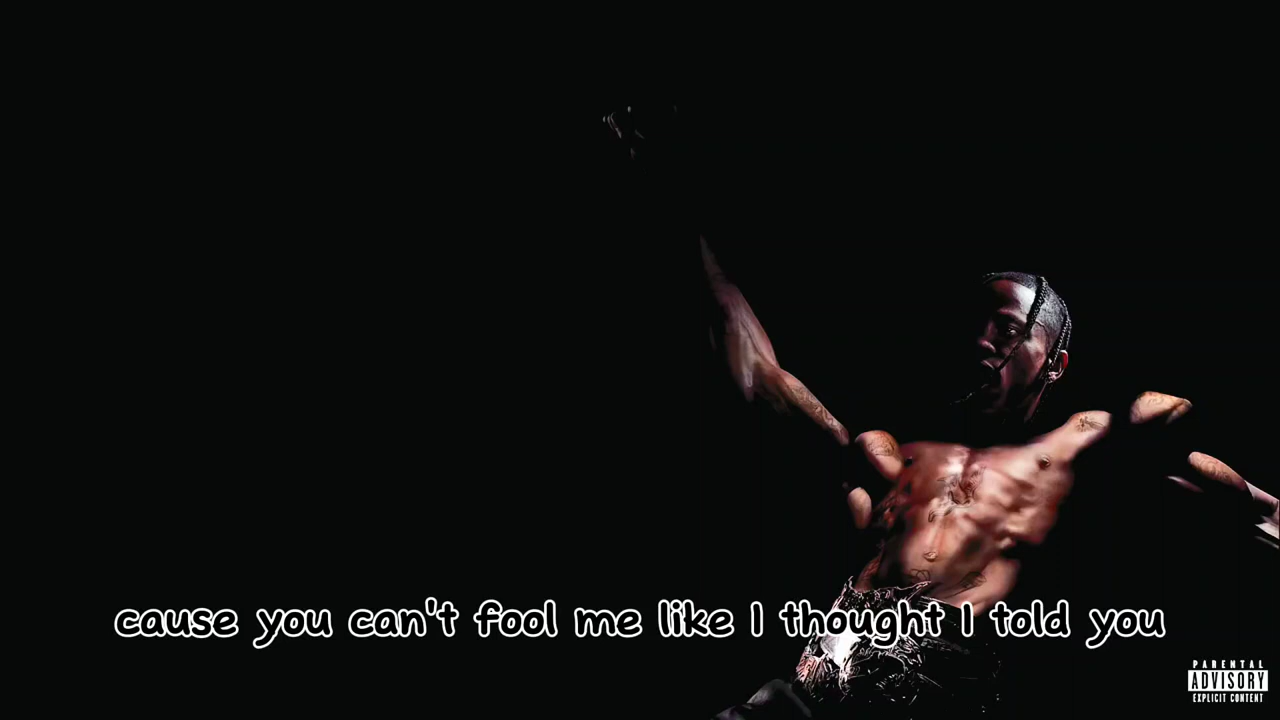 cause you can't fool me like I thought I told you
PARENTAL
ADVISORY
EXPLICIT CONTENT